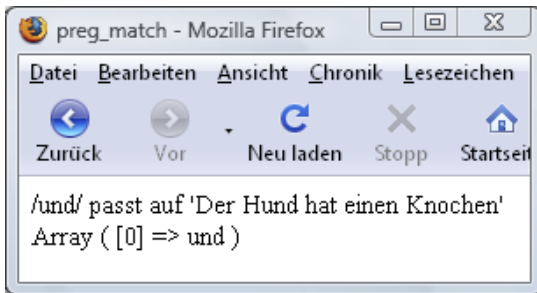 preg_match - Mozilla Firefox
Datei Bearbeiten Ansicht Chronik Lesezeichen
Zurück Vor Neu laden Stopp Startseit
/und/ passt auf 'Der Hund hat einen Knochen'
Array ( [0] => und )